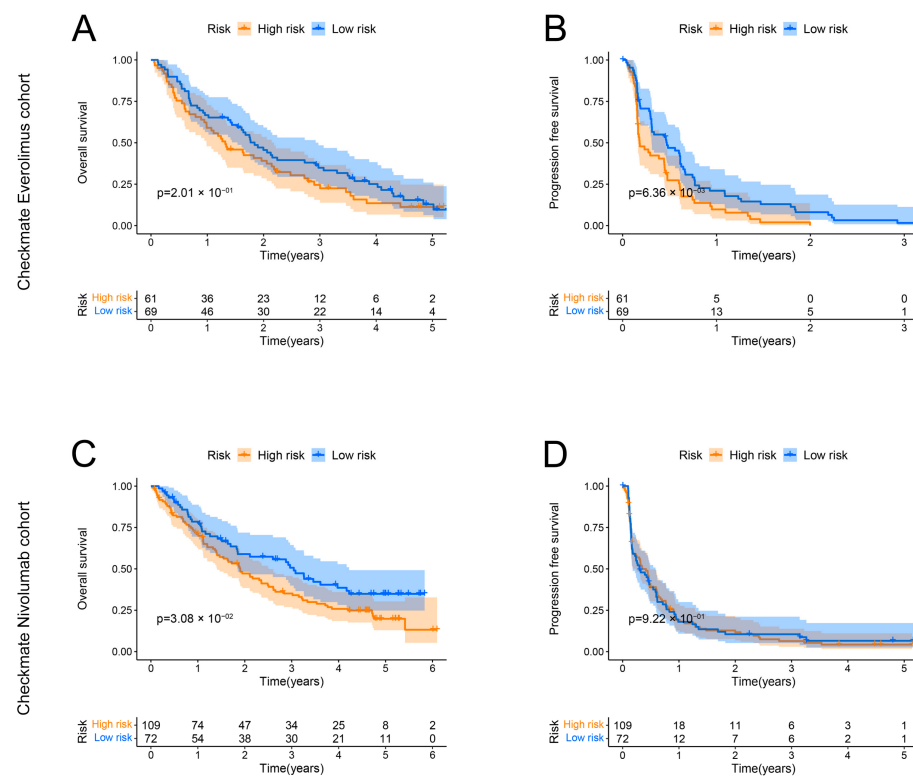 Checkmate Everolimus cohort
A
Risk High risk Low risk
Overall survival
1.00
0.75
0.50
0.25
0.00
p=2.01 × 10⁻⁰¹
0 1 2 3 4 5
Time(years)
Risk
High risk 61 36 23 12 6 2
Low risk 69 46 30 22 14 4
0 1 2 3 4 5
Time(years)
B
Risk High risk Low risk
Progression free survival
1.00
0.75
0.50
0.25
0.00
p=6.36 × 10⁻⁰³
0 1 2 3
Time(years)
Risk
High risk 61 5 0 0
Low risk 69 13 5 1
0 1 2 3
Time(years)
Checkmate Nivolumab cohort
C
Risk High risk Low risk
Overall survival
1.00
0.75
0.50
0.25
0.00
p=3.08 × 10⁻⁰²
0 1 2 3 4 5 6
Time(years)
Risk
High risk 109 74 47 34 25 8 2
Low risk 72 54 38 30 21 11 0
0 1 2 3 4 5 6
Time(years)
D
Risk High risk Low risk
Progression free survival
1.00
0.75
0.50
0.25
0.00
p=9.22 × 10⁻⁰¹
0 1 2 3 4 5
Time(years)
Risk
High risk 109 18 11 6 3 1
Low risk 72 12 7 6 2 1
0 1 2 3 4 5
Time(years)